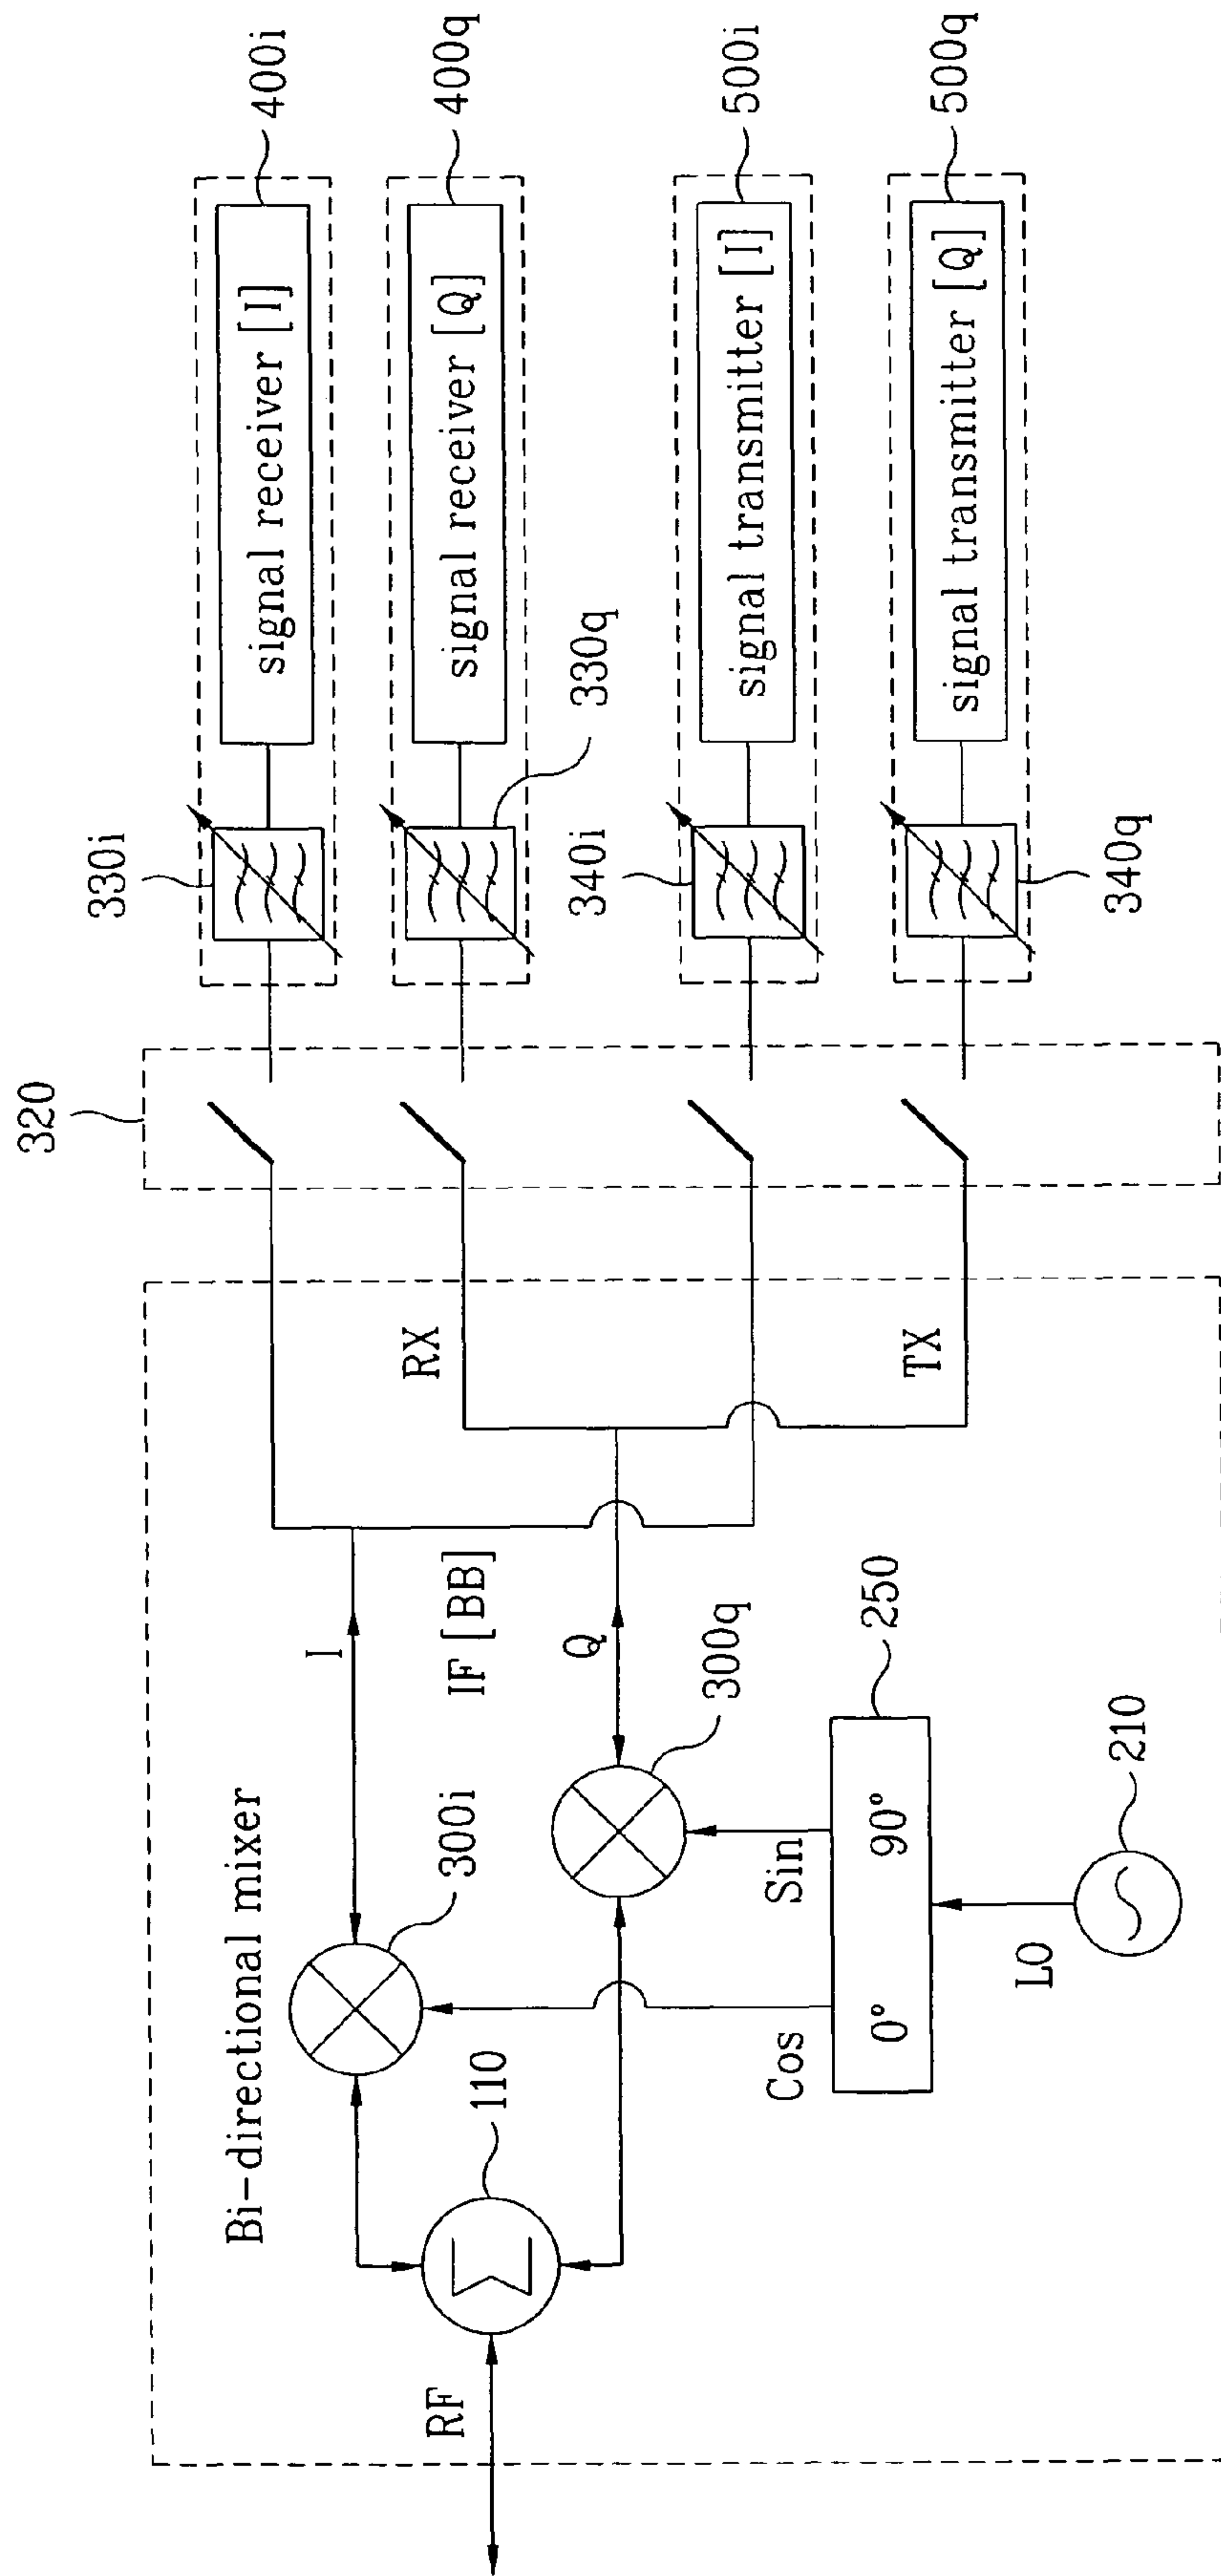 320
330i
400i
signal receiver [I]
400q
signal receiver [Q]
330q
340i
500i
signal transmitter [I]
500q
signal transmitter [Q]
340q
Bi-directional mixer
300i
I
IF [BB]
RX
Q
300q
TX
RF
110
Cos
Sin
0°
90°
250
LO
210